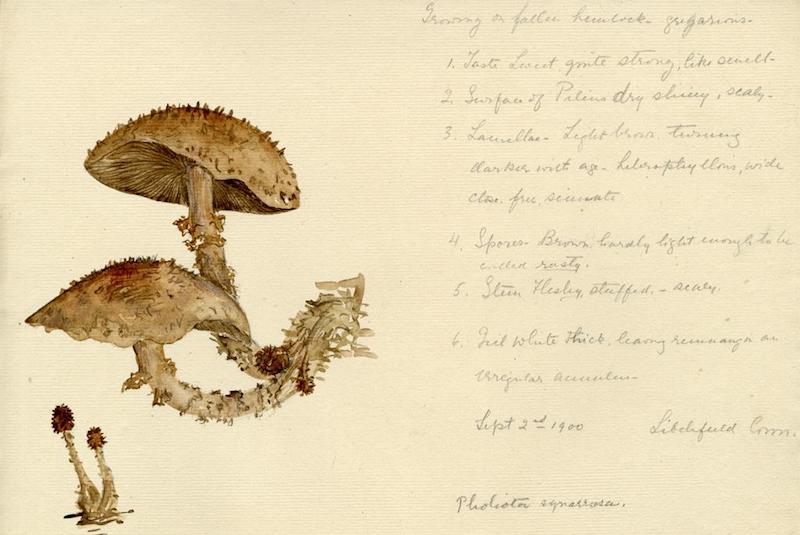 Growing on fallen hemlock - gregarious -
1. Taste Sweet, quite strong, like smell -
2. Surface of Pilius dry shiny, scaly -
3. Lamellae - Light brown turning
darker with age - heterophyllous, wide
close, free, sinuate
4. Spores - Brown, hardly light enough to be
called rusty.
5. Stem Fleshy, stuffed. - scaly.
6. Veil White thick, leaving remnang in an
irregular annulus -
Sept 2nd 1900 Litchfield Conn.
Pholiota squarrosa.